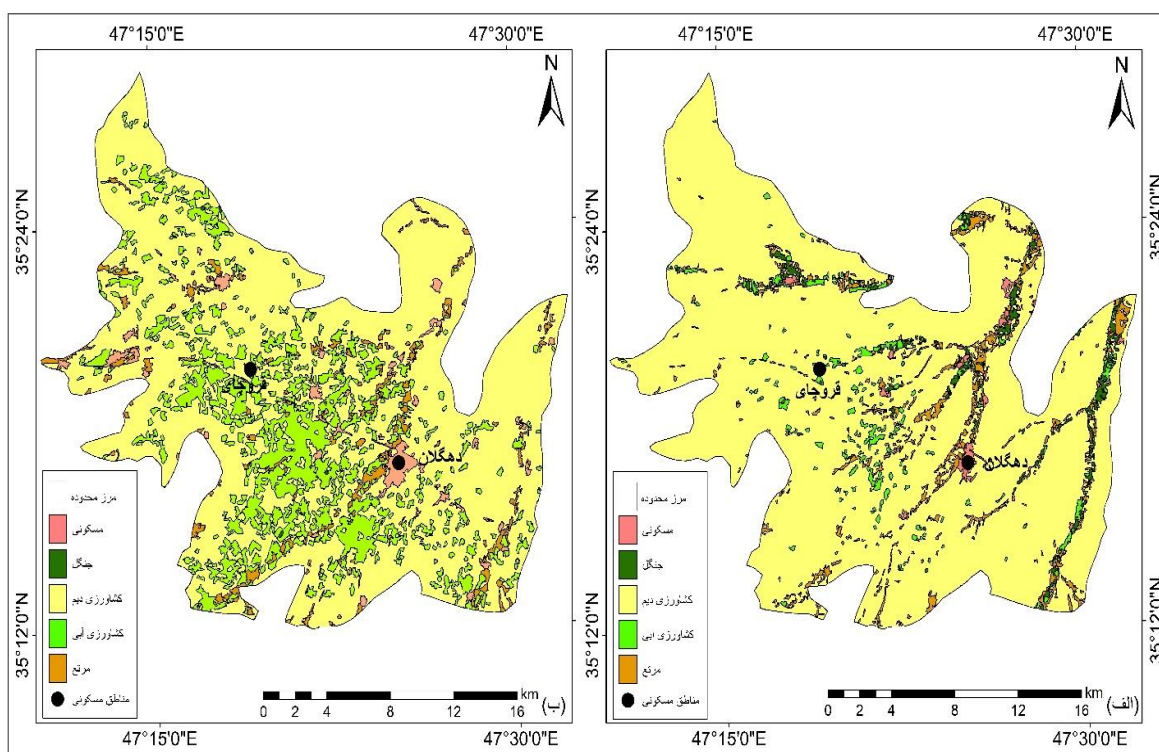 47°15'0"E 47°30'0"E
N
35°24'0"N
قروچای
دهگلان
35°12'0"N
مرز محدوده
مسکونی
جنگل
کشاورزی دیم
کشاورزی آبی
مرتع
مناطق مسکونی
km
0 2 4 8 12 16
(ب)
47°15'0"E 47°30'0"E
47°15'0"E 47°30'0"E
N
35°24'0"N
قروچای
دهگلان
35°12'0"N
مرز محدوده
مسکونی
جنگل
کشاورزی دیم
کشاورزی آبی
مرتع
مناطق مسکونی
km
0 2 4 8 12 16
(الف)
47°15'0"E 47°30'0"E